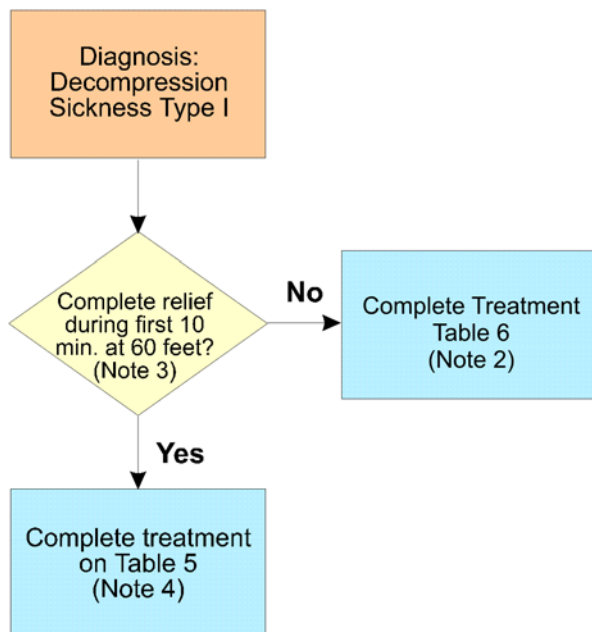 Diagnosis:
Decompression
Sickness Type I
Complete relief
during first 10
min. at 60 feet?
(Note 3)
No
Complete Treatment
Table 6
(Note 2)
Yes
Complete treatment
on Table 5
(Note 4)